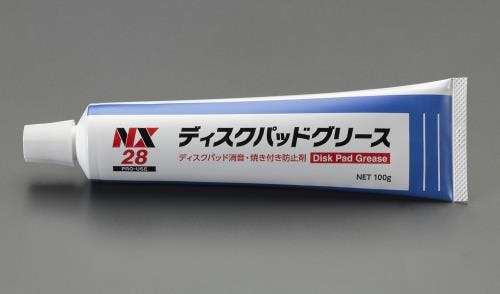 NX
28
PRO-USE
ディスクパッドグリース
ディスクパッド消音・焼き付き防止剤 Disk Pad Grease
NET 100g